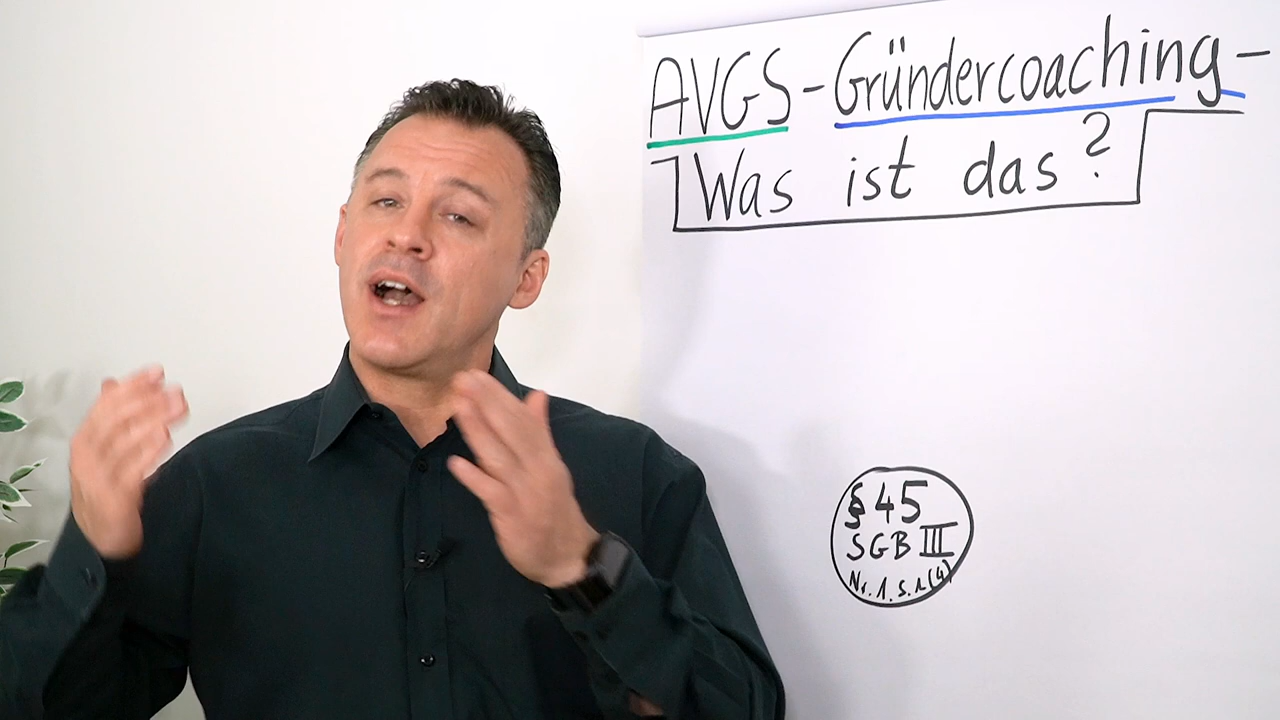 AVGS-Gründercoaching-
Was ist das?
§ 45
SGB III
Nr. 1. S. 1. (4)